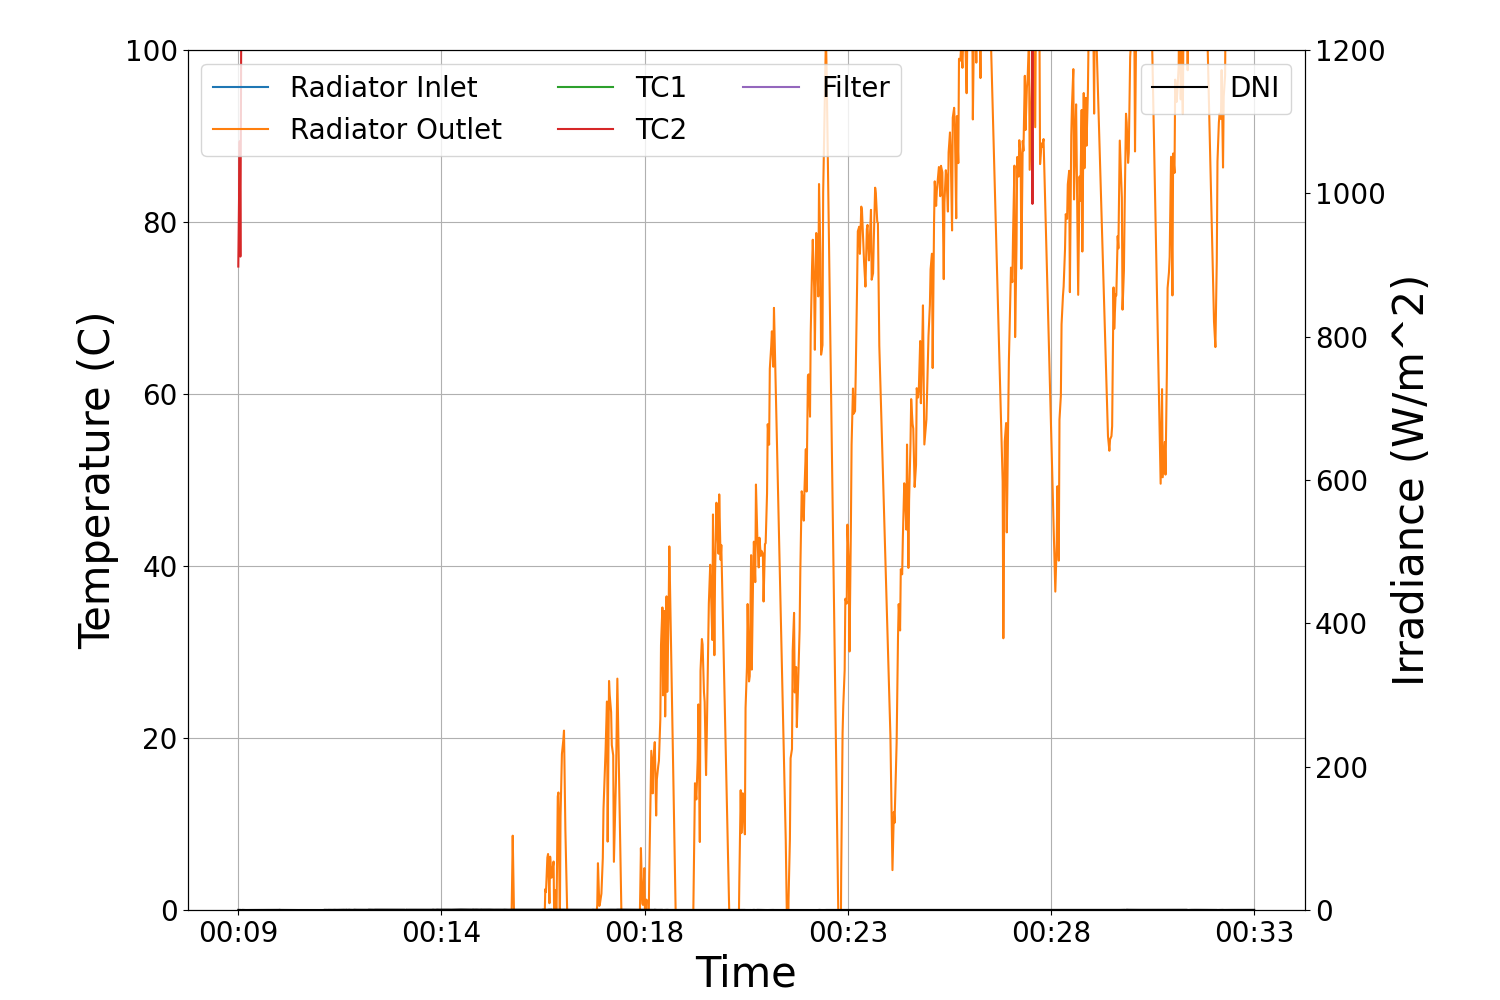 100
80
60
40
20
0
Temperature (C)
Radiator Inlet
Radiator Outlet
TC1
TC2
Filter
DNI
1200
1000
800
600
400
200
0
Irradiance (W/m^2)
00:09 00:14 00:18 00:23 00:28 00:33
Time